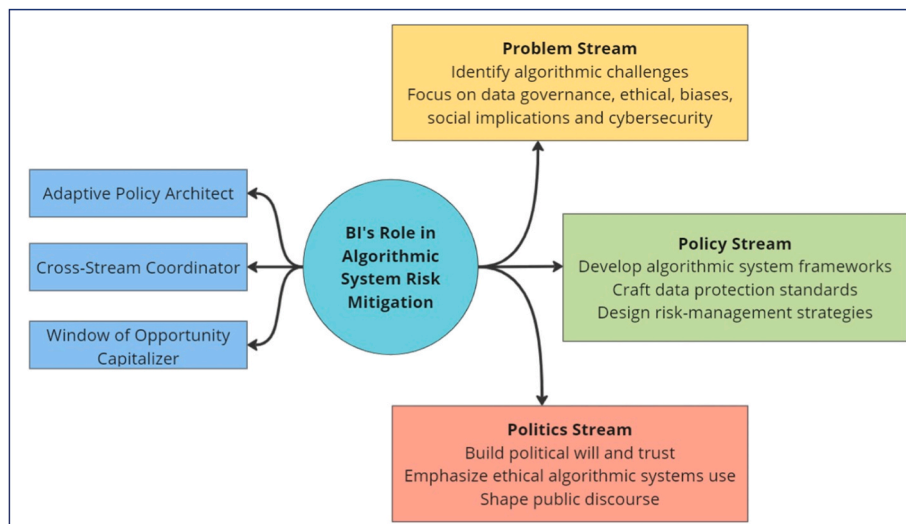 Problem Stream
Identify algorithmic challenges
Focus on data governance, ethical, biases,
social implications and cybersecurity
Adaptive Policy Architect
Cross-Stream Coordinator
Window of Opportunity
Capitalizer
BI's Role in
Algorithmic
System Risk
Mitigation
Policy Stream
Develop algorithmic system frameworks
Craft data protection standards
Design risk-management strategies
Politics Stream
Build political will and trust
Emphasize ethical algorithmic systems use
Shape public discourse